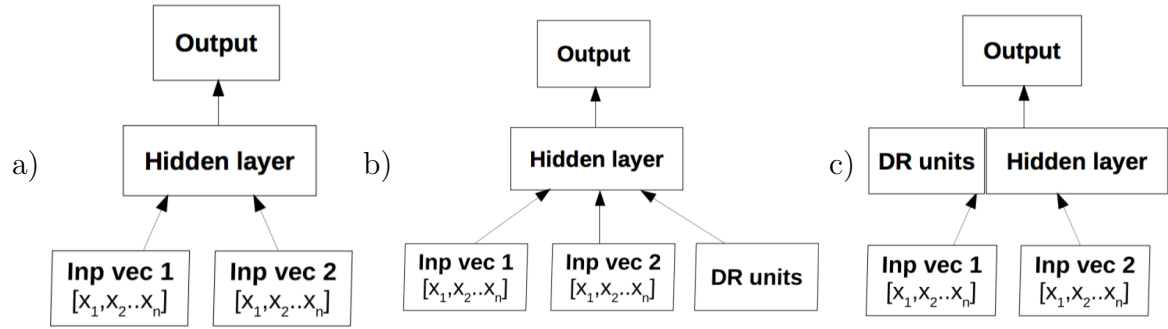 a)
Output
Hidden layer
Inp vec 1
[x₁,x₂..xₙ]
Inp vec 2
[x₁,x₂..xₙ]
b)
Output
Hidden layer
Inp vec 1
[x₁,x₂..xₙ]
Inp vec 2
[x₁,x₂..xₙ]
DR units
c)
Output
DR units
Hidden layer
Inp vec 1
[x₁,x₂..xₙ]
Inp vec 2
[x₁,x₂..xₙ]